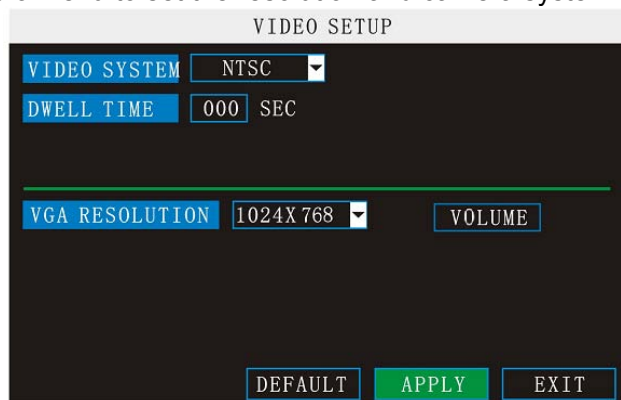 VIDEO SETUP
VIDEO SYSTEM NTSC
DWELL TIME 000 SEC
VGA RESOLUTION 1024X768 VOLUME
DEFAULT APPLY EXIT